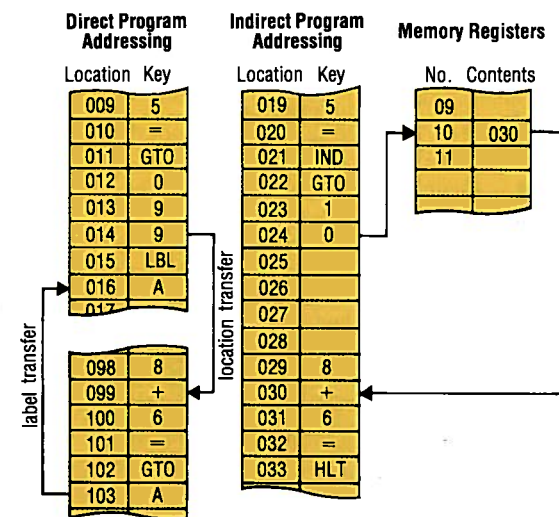 Direct Program
Addressing
Location Key
009 5
010 =
011 GTO
012 0
013 9
014 9
015 LBL
016 A
017
098 8
099 +
100 6
101 =
102 GTO
103 A
label transfer
location transfer
Indirect Program
Addressing
Location Key
019 5
020 =
021 IND
022 GTO
023 1
024 0
025
026
027
028
029 8
030 +
031 6
032 =
033 HLT
Memory Registers
No. Contents
09
10 030
11